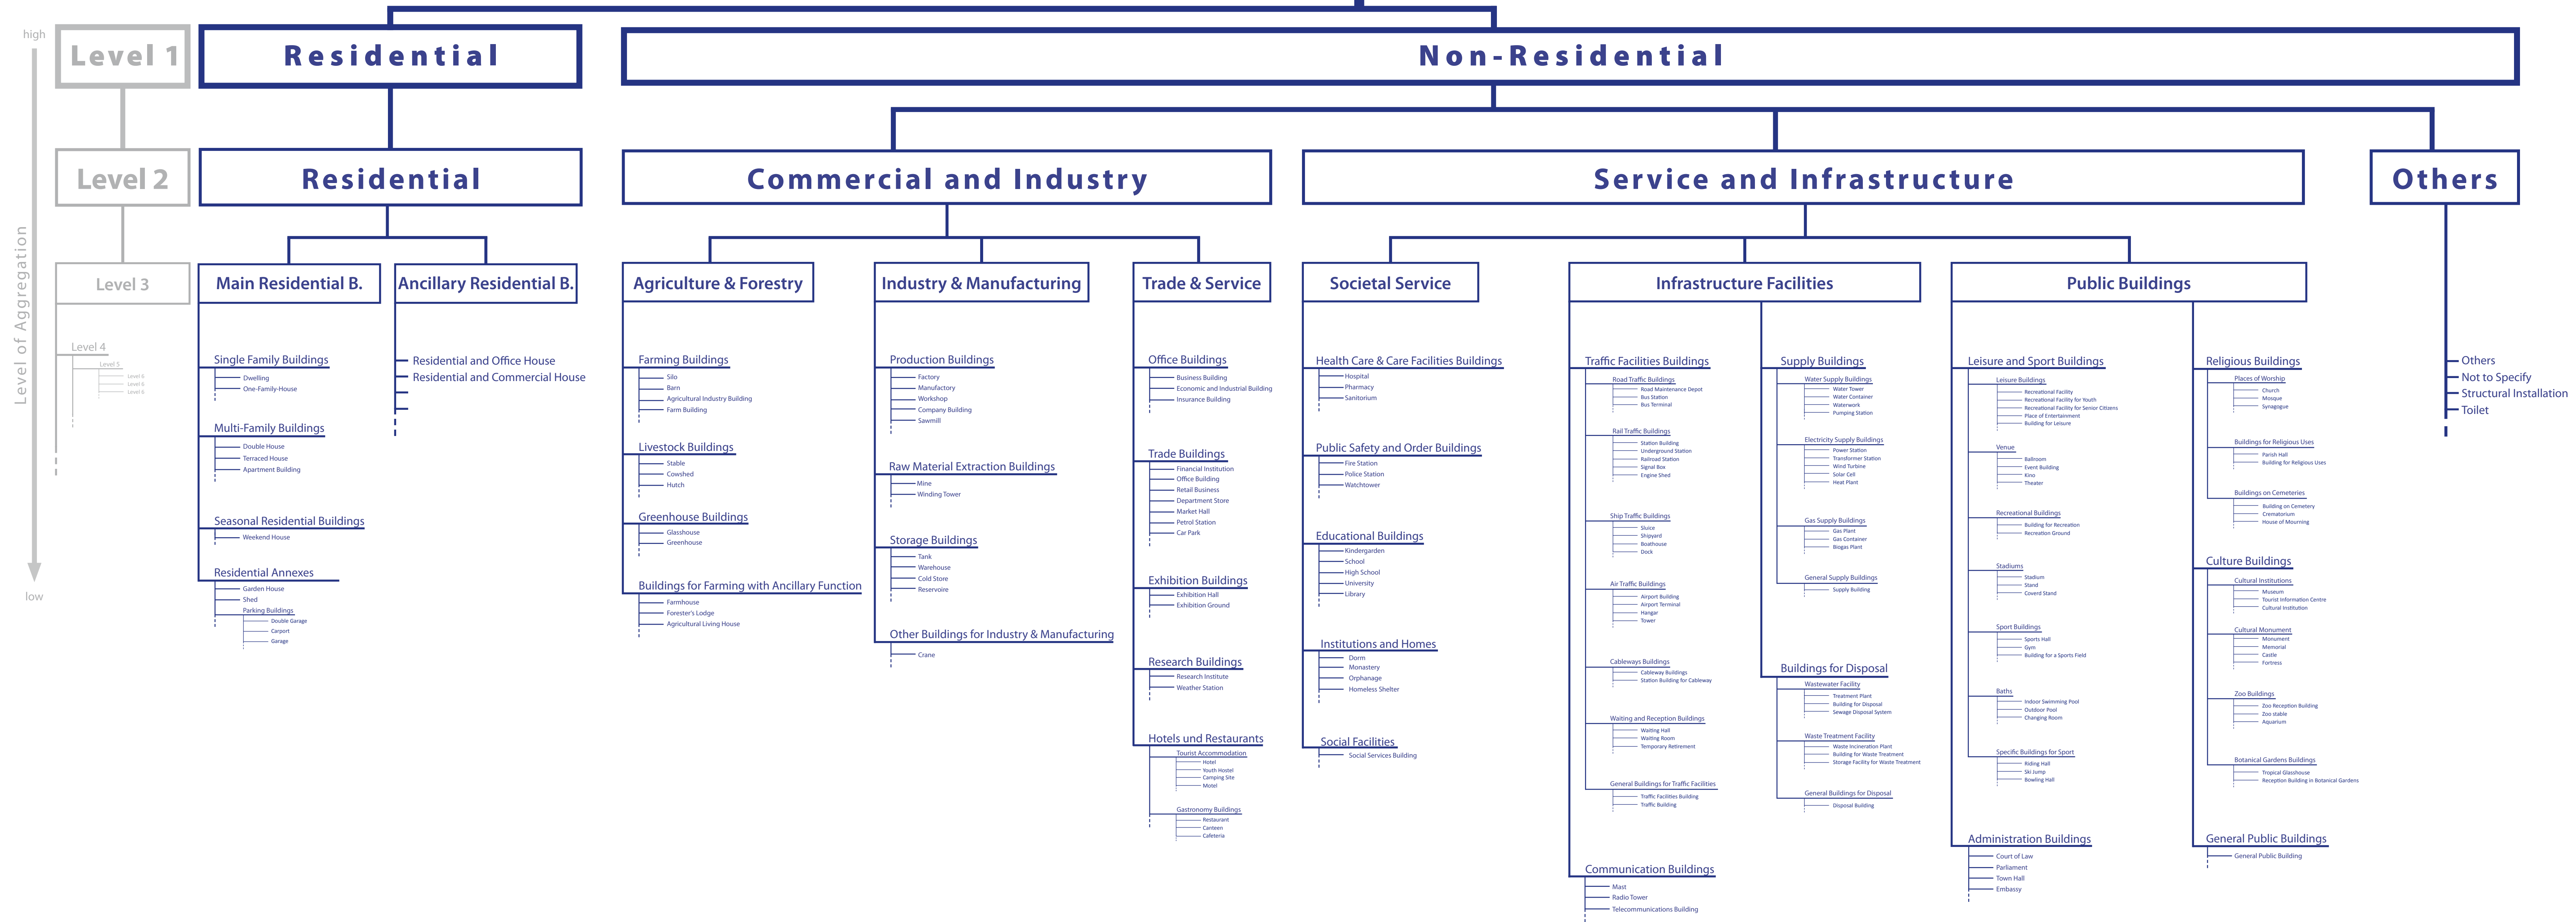 high
Level of Aggregation
low
Level 1
Level 2
Level 3
Level 4
Level 5
Level 6
Level 6
Level 6
Residential
Non-Residential
Residential
Commercial and Industry
Service and Infrastructure
Others
Main Residential B.
Ancillary Residential B.
Agriculture & Forestry
Industry & Manufacturing
Trade & Service
Societal Service
Infrastructure Facilities
Public Buildings
Single Family Buildings
Dwelling
One-Family-House
Multi-Family Buildings
Double House
Terraced House
Apartment Building
Seasonal Residential Buildings
Weekend House
Residential Annexes
Garden House
Shed
Parking Buildings
Double Garage
Carport
Garage
Residential and Office House
Residential and Commercial House
Farming Buildings
Silo
Barn
Agricultural Industry Building
Farm Building
Livestock Buildings
Stable
Cowshed
Hutch
Greenhouse Buildings
Glasshouse
Greenhouse
Buildings for Farming with Ancillary Function
Farmhouse
Forester's Lodge
Agricultural Living House
Production Buildings
Factory
Manufactory
Workshop
Company Building
Sawmill
Raw Material Extraction Buildings
Mine
Winding Tower
Storage Buildings
Tank
Warehouse
Cold Store
Reservoire
Other Buildings for Industry & Manufacturing
Crane
Office Buildings
Business Building
Economic and Industrial Building
Insurance Building
Trade Buildings
Financial Institution
Office Building
Retail Business
Department Store
Market Hall
Petrol Station
Car Park
Exhibition Buildings
Exhibition Hall
Exhibition Ground
Research Buildings
Research Institute
Weather Station
Hotels und Restaurants
Tourist Accommodation
Hotel
Youth Hostel
Camping Site
Motel
Gastronomy Buildings
Restaurant
Canteen
Cafeteria
Health Care & Care Facilities Buildings
Hospital
Pharmacy
Sanitorium
Public Safety and Order Buildings
Fire Station
Police Station
Watchtower
Educational Buildings
Kindergarden
School
High School
University
Library
Institutions and Homes
Dorm
Monastery
Orphanage
Homeless Shelter
Social Facilities
Social Services Building
Traffic Facilities Buildings
Road Traffic Buildings
Road Maintenance Depot
Bus Station
Bus Terminal
Rail Traffic Buildings
Station Building
Underground Station
Railroad Station
Signal Box
Engine Shed
Ship Traffic Buildings
Sluice
Shipyard
Boathouse
Dock
Air Traffic Buildings
Airport Building
Airport Terminal
Hangar
Tower
Cableways Buildings
Cableway Buildings
Station Building for Cableway
Waiting and Reception Buildings
Waiting Hall
Waiting Room
Temporary Retirement
General Buildings for Traffic Facilities
Traffic Facilities Building
Traffic Building
Communication Buildings
Mast
Radio Tower
Telecommunications Building
Supply Buildings
Water Supply Buildings
Water Tower
Water Container
Waterwork
Pumping Station
Electricity Supply Buildings
Power Station
Transformer Station
Wind Turbine
Solar Cell
Heat Plant
Gas Supply Buildings
Gas Plant
Gas Container
Biogas Plant
General Supply Buildings
Supply Building
Buildings for Disposal
Wastewater Facility
Treatment Plant
Building for Disposal
Sewage Disposal System
Waste Treatment Facility
Waste Incineration Plant
Building for Waste Treatment
Storage Facility for Waste Treatment
General Buildings for Disposal
Disposal Building
Leisure and Sport Buildings
Leisure Buildings
Recreational Facility
Recreational Facility for Youth
Recreational Facility for Senior Citizens
Place of Entertainment
Building for Leisure
Venue
Ballroom
Event Building
Kino
Theater
Recreational Buildings
Building for Recreation
Recreation Ground
Stadiums
Stadium
Stand
Coverd Stand
Sport Buildings
Sports Hall
Gym
Building for a Sports Field
Baths
Indoor Swimming Pool
Outdoor Pool
Changing Room
Specific Buildings for Sport
Riding Hall
Ski Jump
Bowling Hall
Administration Buildings
Court of Law
Parliament
Town Hall
Embassy
Religious Buildings
Places of Worship
Church
Mosque
Synagogue
Buildings for Religious Uses
Parish Hall
Building for Religious Uses
Buildings on Cemeteries
Building on Cemetery
Crematorium
House of Mourning
Culture Buildings
Cultural Institutions
Museum
Tourist Information Centre
Cultural Institution
Cultural Monument
Monument
Memorial
Castle
Fortress
Zoo Buildings
Zoo Reception Building
Zoo stable
Aquarium
Botanical Gardens Buildings
Tropical Glasshouse
Reception Building in Botanical Gardens
General Public Buildings
General Public Building
Others
Not to Specify
Structural Installation
Toilet